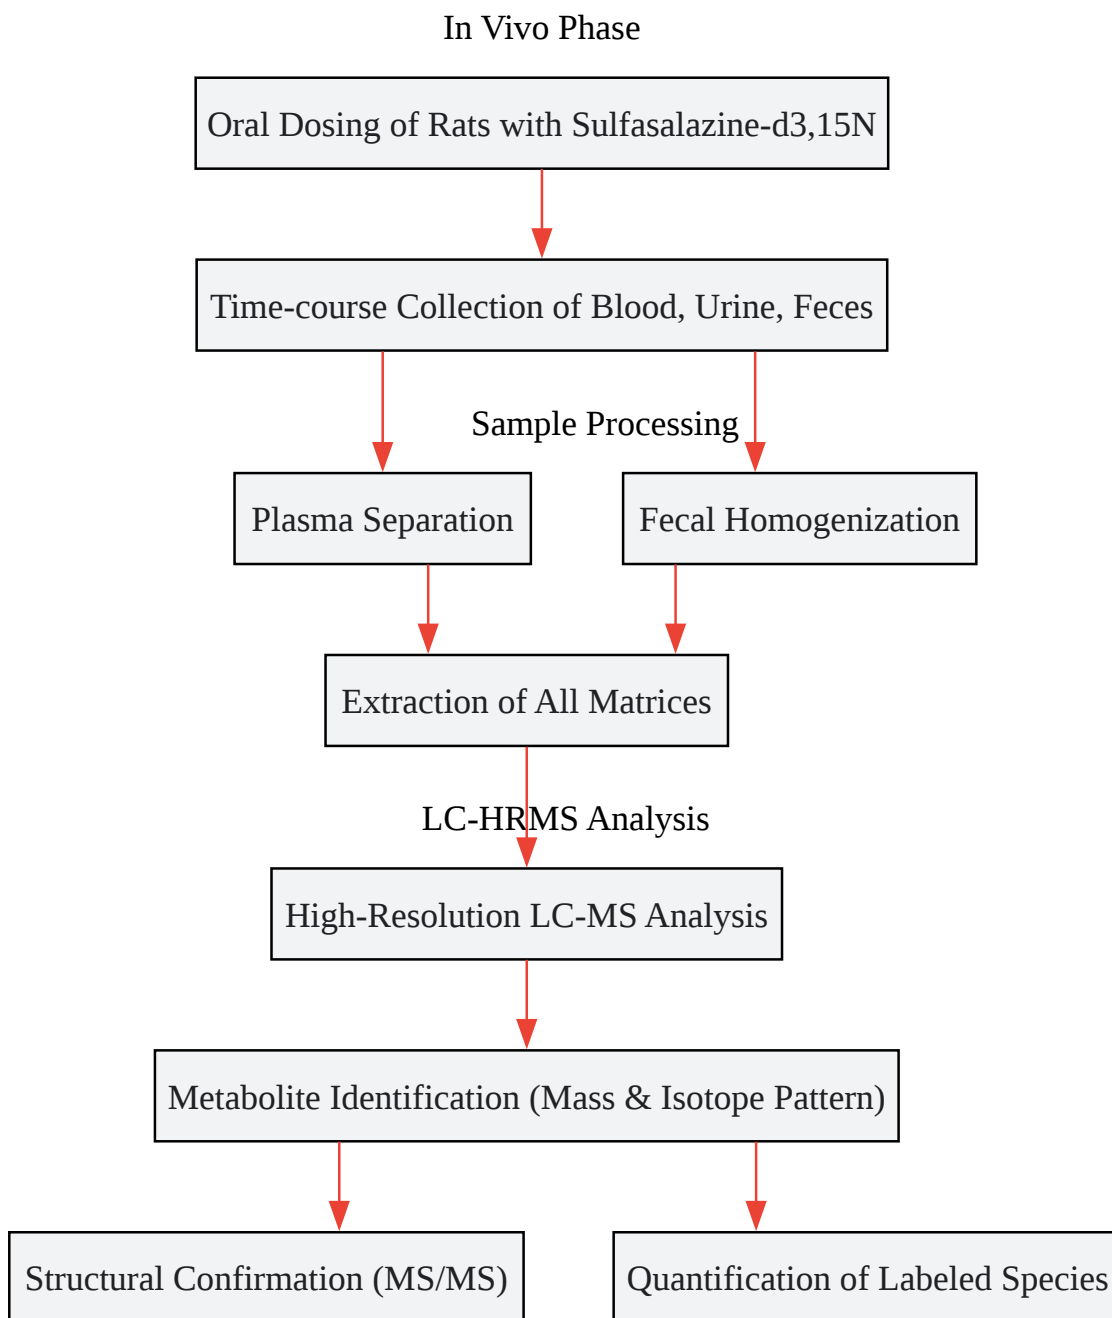 In Vivo Phase
Oral Dosing of Rats with Sulfasalazine-d3,15N
Time-course Collection of Blood, Urine, Feces
Sample Processing
Plasma Separation
Fecal Homogenization
Extraction of All Matrices
LC-HRMS Analysis
High-Resolution LC-MS Analysis
Metabolite Identification (Mass & Isotope Pattern)
Structural Confirmation (MS/MS)
Quantification of Labeled Species